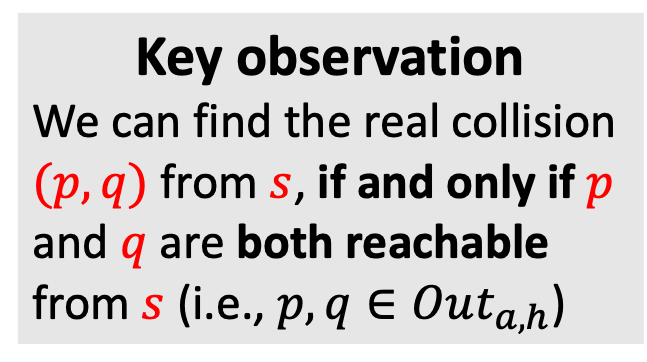 Key observation
We can find the real collision
(p, q) from s, if and only if p
and q are both reachable
from s (i.e., p, q ∈ Out_{a,h})